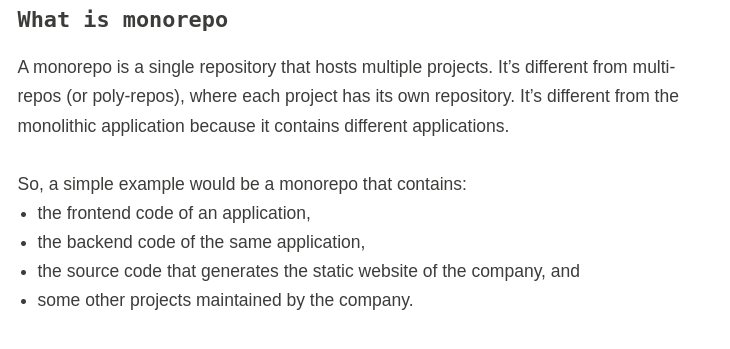 What is monorepo
A monorepo is a single repository that hosts multiple projects. It’s different from multi-
repos (or poly-repos), where each project has its own repository. It’s different from the
monolithic application because it contains different applications.
So, a simple example would be a monorepo that contains:
• the frontend code of an application,
• the backend code of the same application,
• the source code that generates the static website of the company, and
• some other projects maintained by the company.